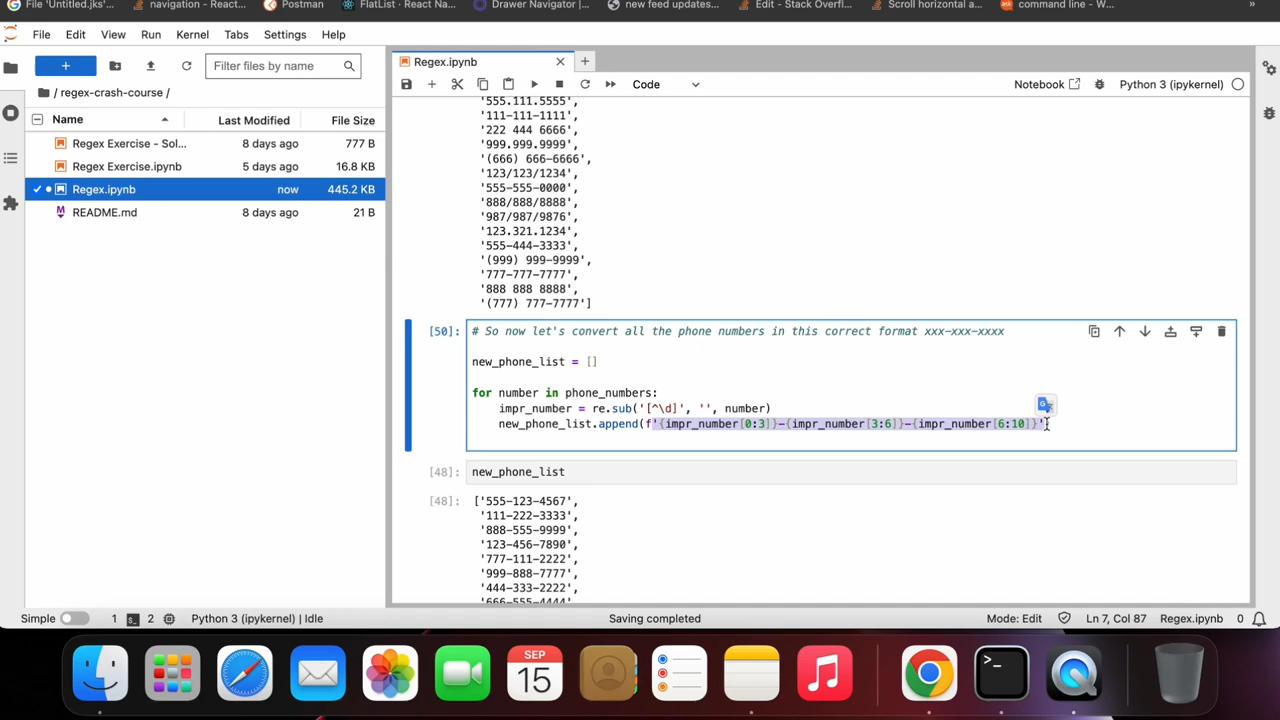 File 'Untitled.jks'...
navigation - React...
Postman
FlatList · React Na...
Drawer Navigator |...
new feed updates...
Edit - Stack Overfl...
Scroll horizontal a...
command line - W...
»
File Edit View Run Kernel Tabs Settings Help
+
Filter files by name
/ regex-crash-course /
Name Last Modified File Size
Regex Exercise - Sol... 8 days ago 777 B
Regex Exercise.ipynb 5 days ago 16.8 KB
Regex.ipynb now 445.2 KB
README.md 8 days ago 21 B
Regex.ipynb
Code
Notebook
Python 3 (ipykernel)
'555.111.5555',
'111-111-1111',
'222 444 6666',
'999.999.9999',
'(666) 666-6666',
'123/123/1234',
'555-555-0000',
'888/888/8888',
'987/987/9876',
'123.321.1234',
'555-444-3333',
'(999) 999-9999',
'777-777-7777',
'888 888 8888',
'(777) 777-7777']
[50]:
# So now let's convert all the phone numbers in this correct format xxx-xxx-xxxx
new_phone_list = []
for number in phone_numbers:
impr_number = re.sub('[^\d]', '', number)
new_phone_list.append(f'{impr_number[0:3]}-{impr_number[3:6]}-{impr_number[6:10]}'
[48]: new_phone_list
[48]: ['555-123-4567',
'111-222-3333',
'888-555-9999',
'123-456-7890',
'777-111-2222',
'999-888-7777',
'444-333-2222',
'666-555-4444',
Simple 1 2 Python 3 (ipykernel) | Idle Saving completed Mode: Edit Ln 7, Col 87 Regex.ipynb 0
SEP
15
>_